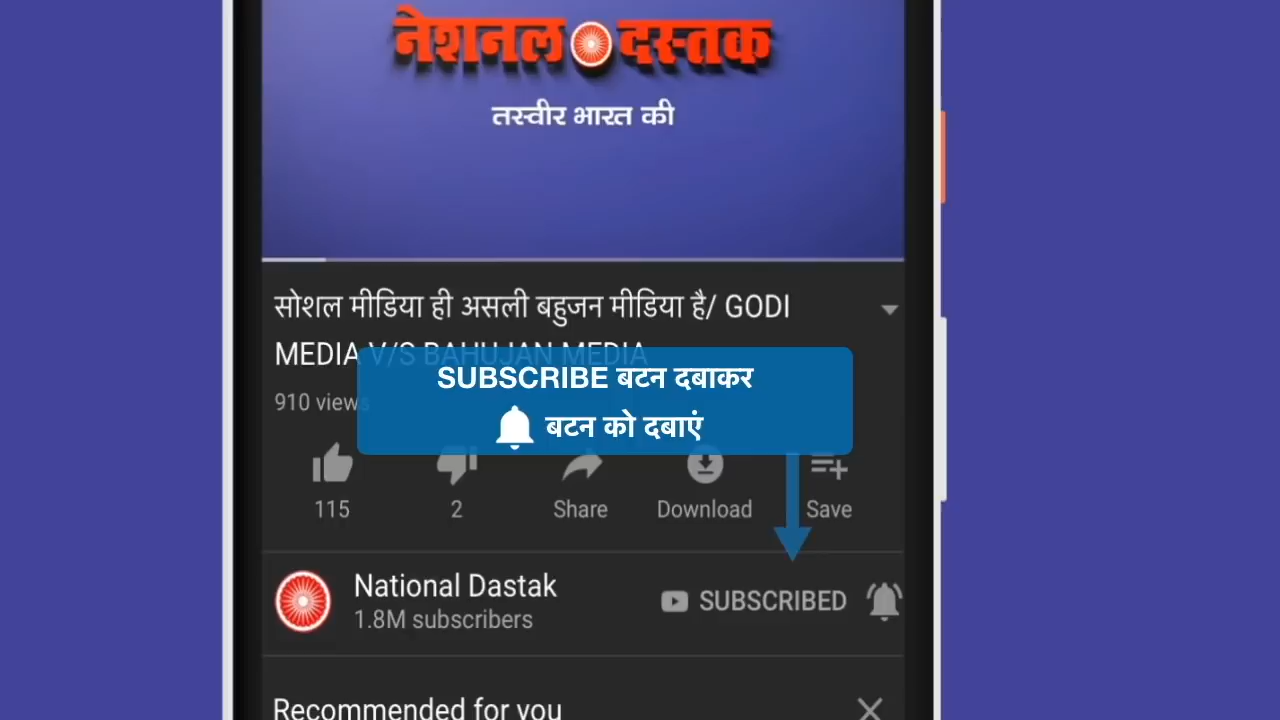 नेशनल दस्तक
तस्वीर भारत की
सोशल मीडिया ही असली बहुजन मीडिया है/ GODI
MEDIA V/S BAHUJAN MEDIA
910 views
SUBSCRIBE बटन दबाकर
बटन को दबाएं
115
2
Share
Download
Save
National Dastak
1.8M subscribers
SUBSCRIBED
Recommended for you